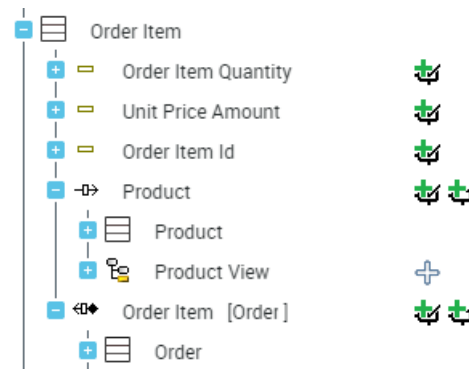 Order Item
Order Item Quantity
Unit Price Amount
Order Item Id
Product
Product
Product View
Order Item [Order]
Order